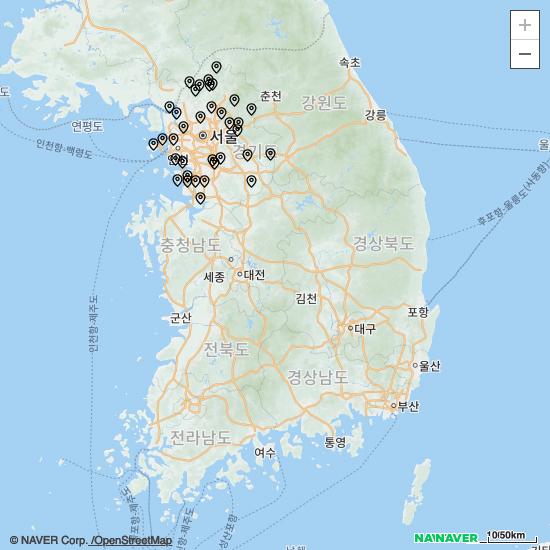 +
−
속초
춘천
강원도
강릉
연평도
인천항-백령도
서울
경기도
울
후포항-울릉도(사동항)
충청남도
경상북도
세종
대전
김천
인천항-제주도
군산
포항
대구
전북도
울산
경상남도
부산
전라남도
통영
여수
© NAVER Corp. /OpenStreetMap
NAVER
10/50km